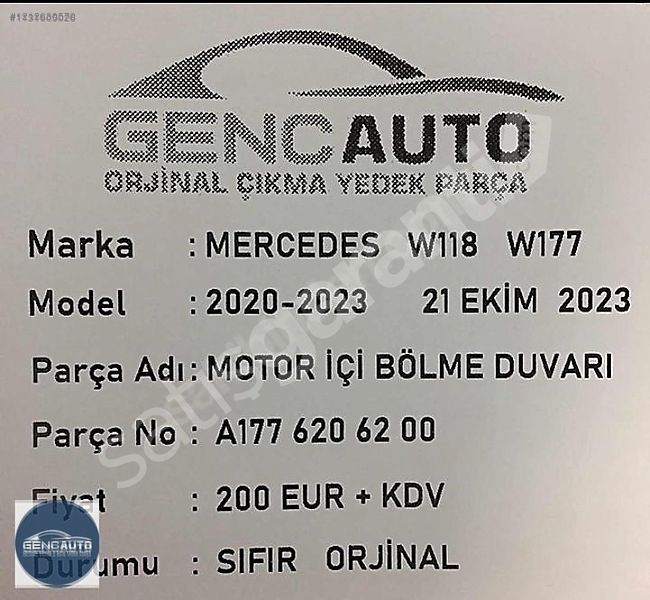 GENCAUTO
ORJİNAL ÇIKMA YEDEK PARÇA
Marka : MERCEDES W118 W177
Model : 2020-2023 21 EKİM 2023
Parça Adı : MOTOR İÇİ BÖLME DUVARI
Parça No : A177 620 62 00
Fiyat : 200 EUR + KDV
Durumu : SIFIR ORJİNAL
GENCAUTO